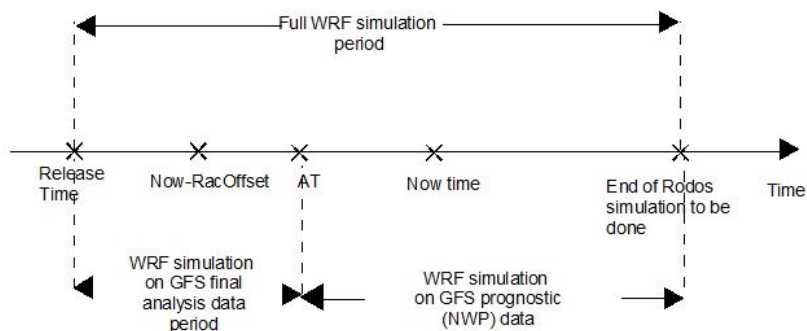 Full WRF simulation
period
Release
Time
Now-RacOffset
AT
Now time
End of Rodos
simulation to be
done
Time
WRF simulation
on GFS final
analysis data
period
WRF simulation
on GFS prognostic
(NWP) data